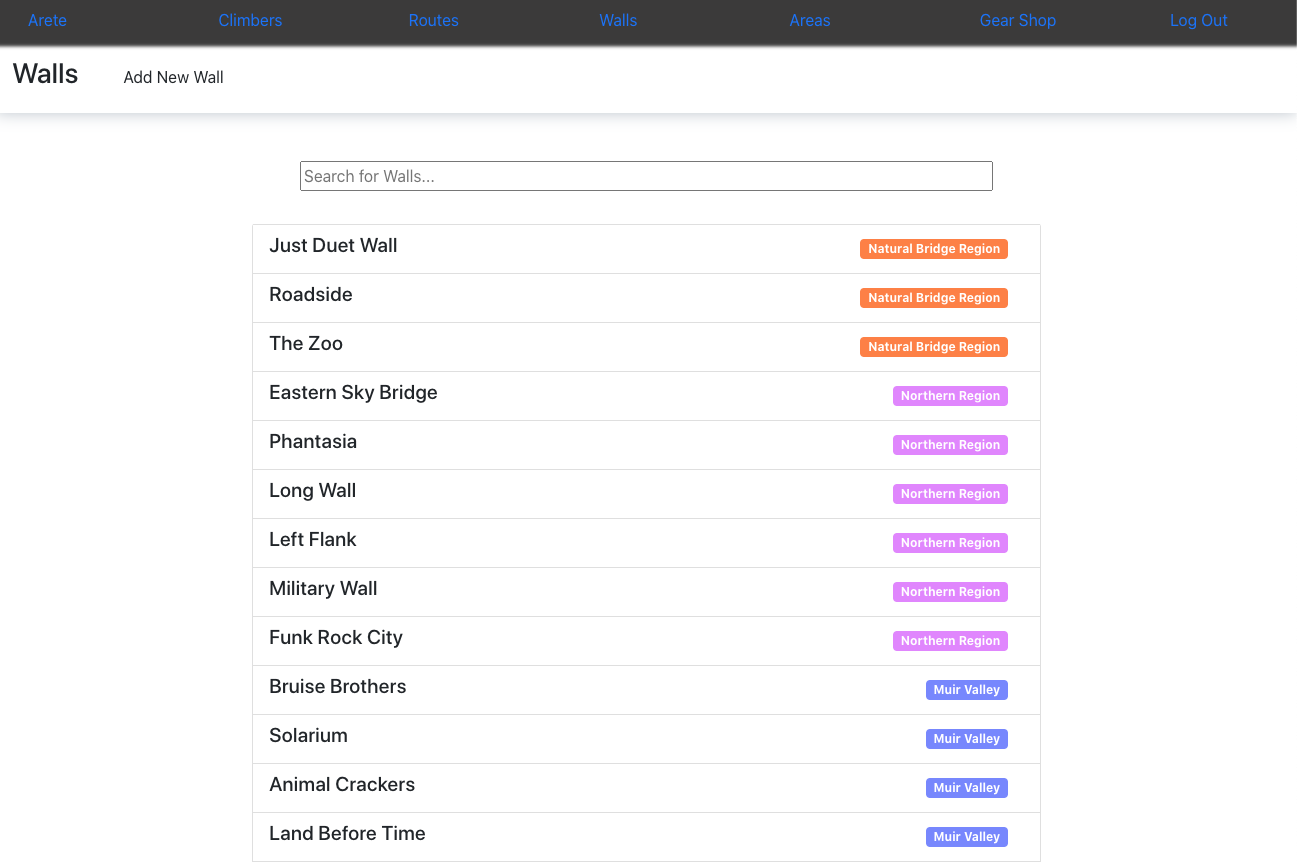 Arete Climbers Routes Walls Areas Gear Shop Log Out
Walls Add New Wall
Search for Walls...
Just Duet Wall Natural Bridge Region
Roadside Natural Bridge Region
The Zoo Natural Bridge Region
Eastern Sky Bridge Northern Region
Phantasia Northern Region
Long Wall Northern Region
Left Flank Northern Region
Military Wall Northern Region
Funk Rock City Northern Region
Bruise Brothers Muir Valley
Solarium Muir Valley
Animal Crackers Muir Valley
Land Before Time Muir Valley